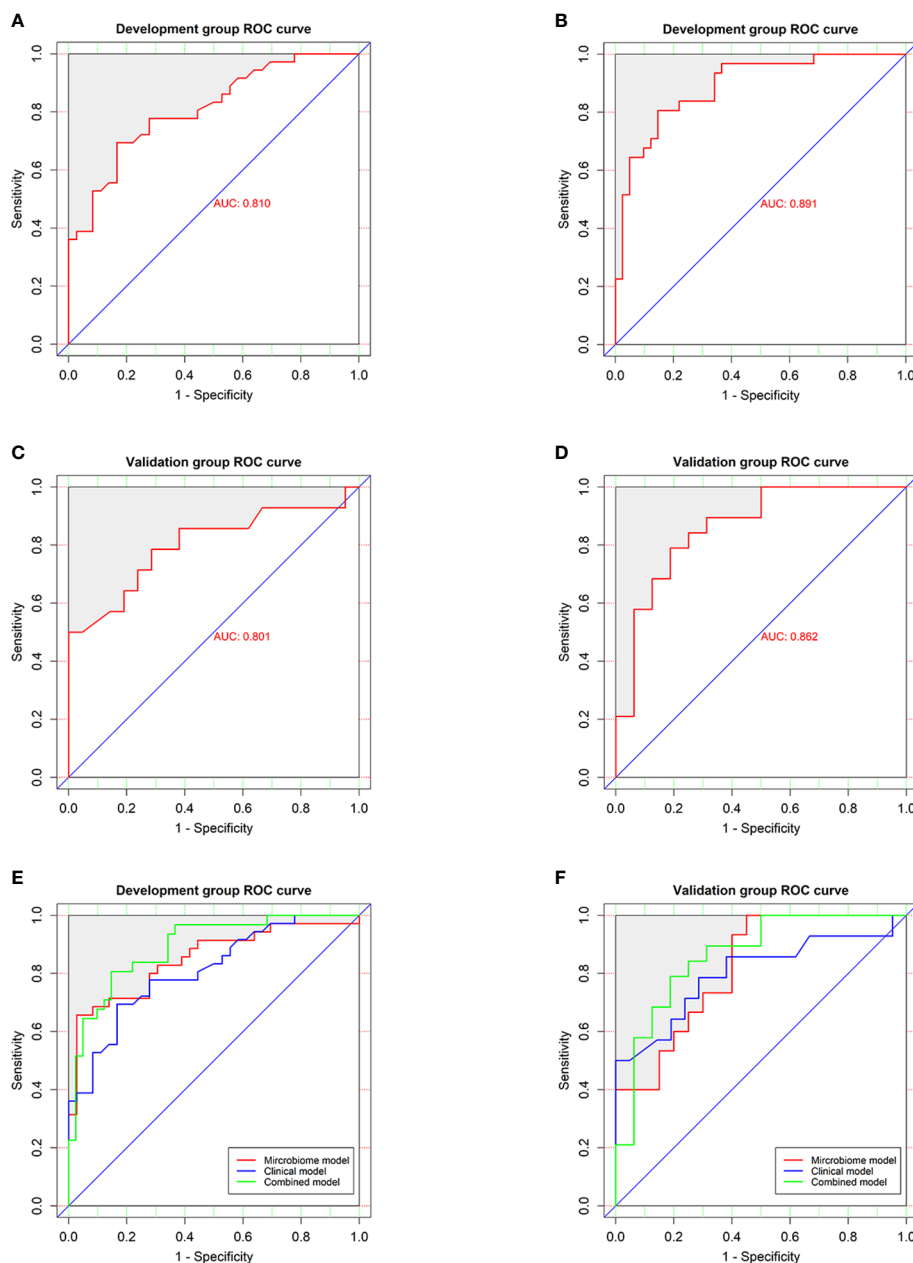 A
Development group ROC curve
Sensitivity
1.0
0.8
0.6
0.4
0.2
0.0
AUC: 0.810
0.0 0.2 0.4 0.6 0.8 1.0
1 - Specificity
B
Development group ROC curve
Sensitivity
1.0
0.8
0.6
0.4
0.2
0.0
AUC: 0.891
0.0 0.2 0.4 0.6 0.8 1.0
1 - Specificity
C
Validation group ROC curve
Sensitivity
1.0
0.8
0.6
0.4
0.2
0.0
AUC: 0.801
0.0 0.2 0.4 0.6 0.8 1.0
1 - Specificity
D
Validation group ROC curve
Sensitivity
1.0
0.8
0.6
0.4
0.2
0.0
AUC: 0.862
0.0 0.2 0.4 0.6 0.8 1.0
1 - Specificity
E
Development group ROC curve
Sensitivity
1.0
0.8
0.6
0.4
0.2
0.0
Mircrobiome model
Clinical model
Combined model
0.0 0.2 0.4 0.6 0.8 1.0
1 - Specificity
F
Validation group ROC curve
Sensitivity
1.0
0.8
0.6
0.4
0.2
0.0
Mircrobiome model
Clinical model
Combined model
0.0 0.2 0.4 0.6 0.8 1.0
1 - Specificity